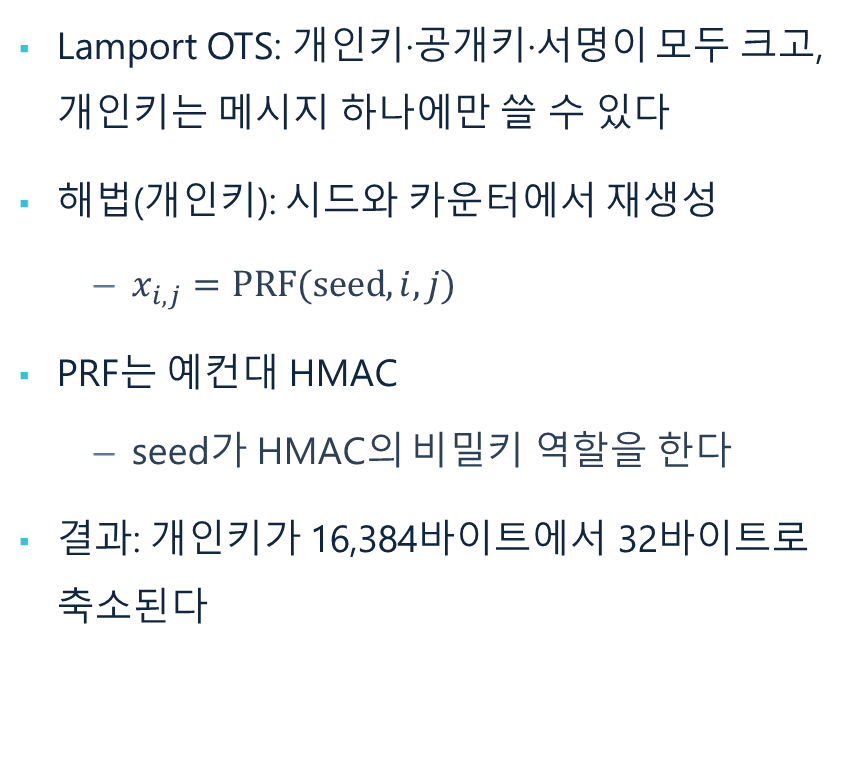 ▪ Lamport OTS: 개인키·공개키·서명이 모두 크고,
개인키는 메시지 하나에만 쓸 수 있다
▪ 해법(개인키): 시드와 카운터에서 재생성
– x_{i,j} = PRF(seed, i, j)
▪ PRF는 예컨대 HMAC
– seed가 HMAC의 비밀키 역할을 한다
▪ 결과: 개인키가 16,384바이트에서 32바이트로
축소된다